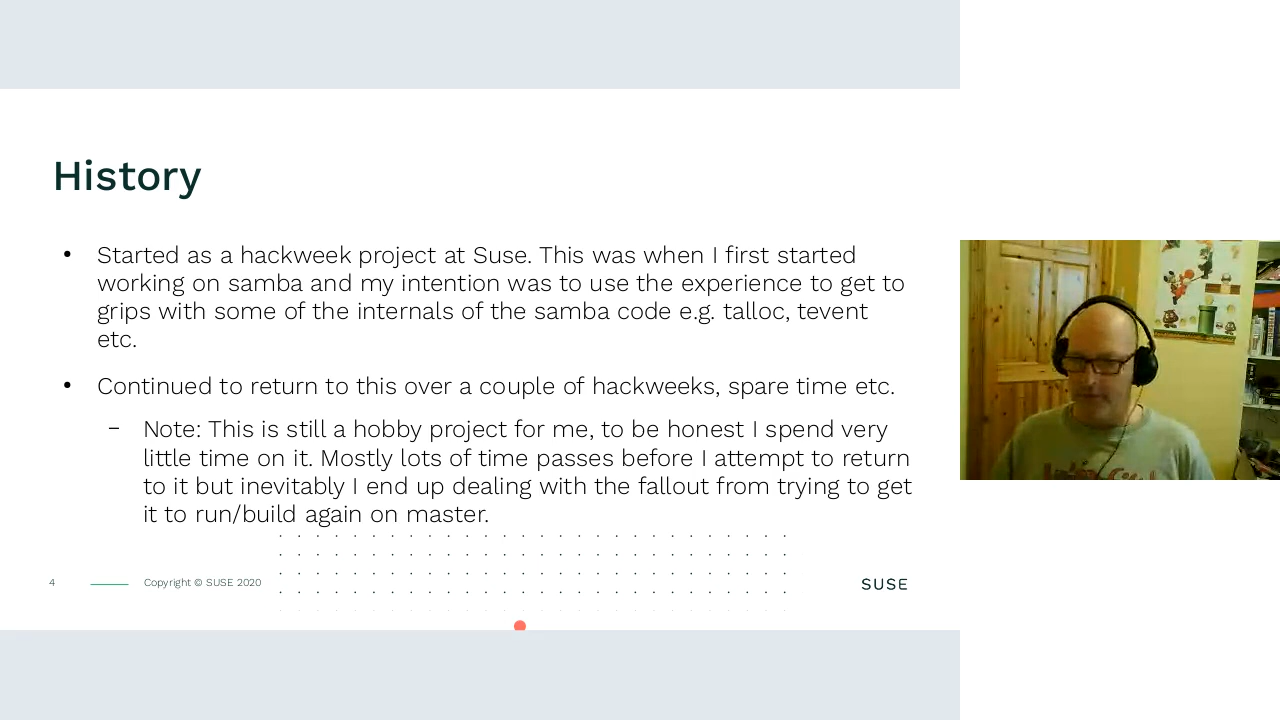 History
• Started as a hackweek project at Suse. This was when I first started
working on samba and my intention was to use the experience to get to
grips with some of the internals of the samba code e.g. talloc, tevent
etc.
• Continued to return to this over a couple of hackweeks, spare time etc.
– Note: This is still a hobby project for me, to be honest I spend very
little time on it. Mostly lots of time passes before I attempt to return
to it but inevitably I end up dealing with the fallout from trying to get
it to run/build again on master.
4
Copyright © SUSE 2020
SUSE